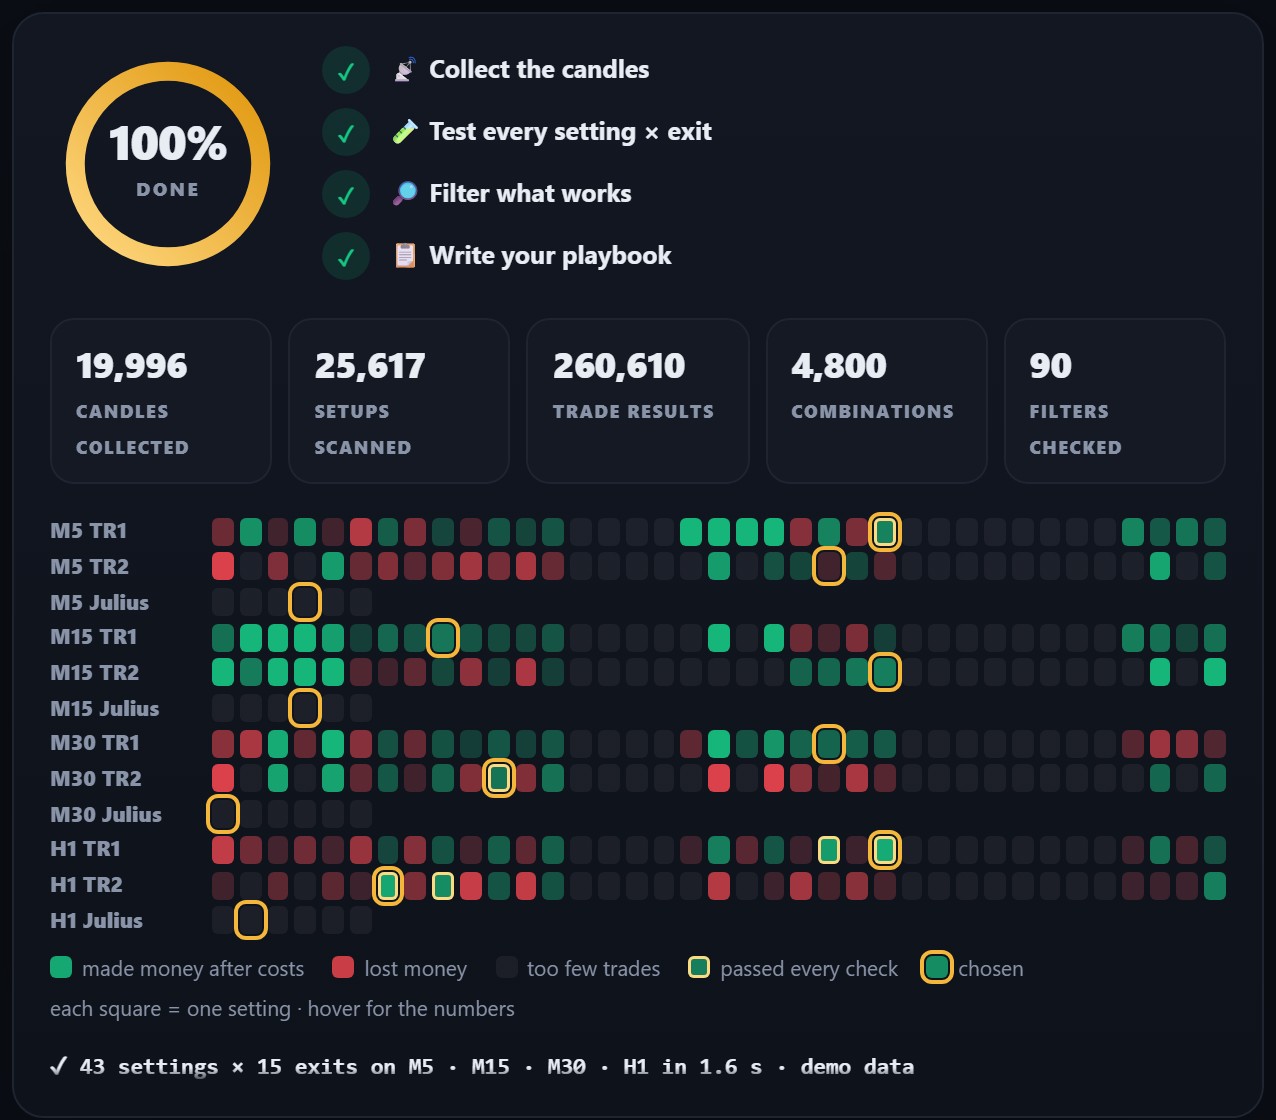 100%
DONE
✓ Collect the candles
✓ Test every setting × exit
✓ Filter what works
✓ Write your playbook
19,996
CANDLES
COLLECTED
25,617
SETUPS
SCANNED
260,610
TRADE RESULTS
4,800
COMBINATIONS
90
FILTERS
CHECKED
M5 TR1
M5 TR2
M5 Julius
M15 TR1
M15 TR2
M15 Julius
M30 TR1
M30 TR2
M30 Julius
H1 TR1
H1 TR2
H1 Julius
made money after costs lost money too few trades passed every check chosen
each square = one setting · hover for the numbers
✓ 43 settings × 15 exits on M5 · M15 · M30 · H1 in 1.6 s · demo data